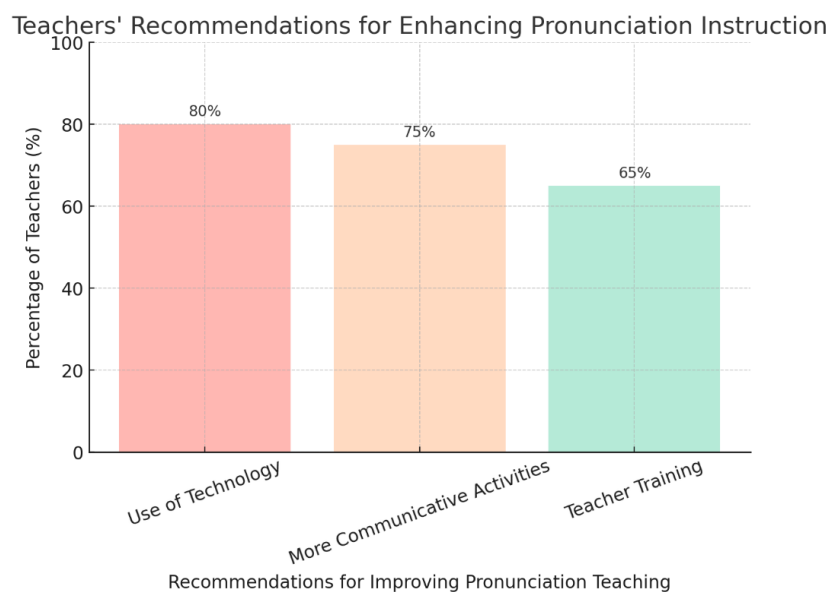 Teachers' Recommendations for Enhancing Pronunciation Instruction
100
80
60
40
20
0
Percentage of Teachers (%)
80%
75%
65%
Use of Technology
More Communicative Activities
Teacher Training
Recommendations for Improving Pronunciation Teaching